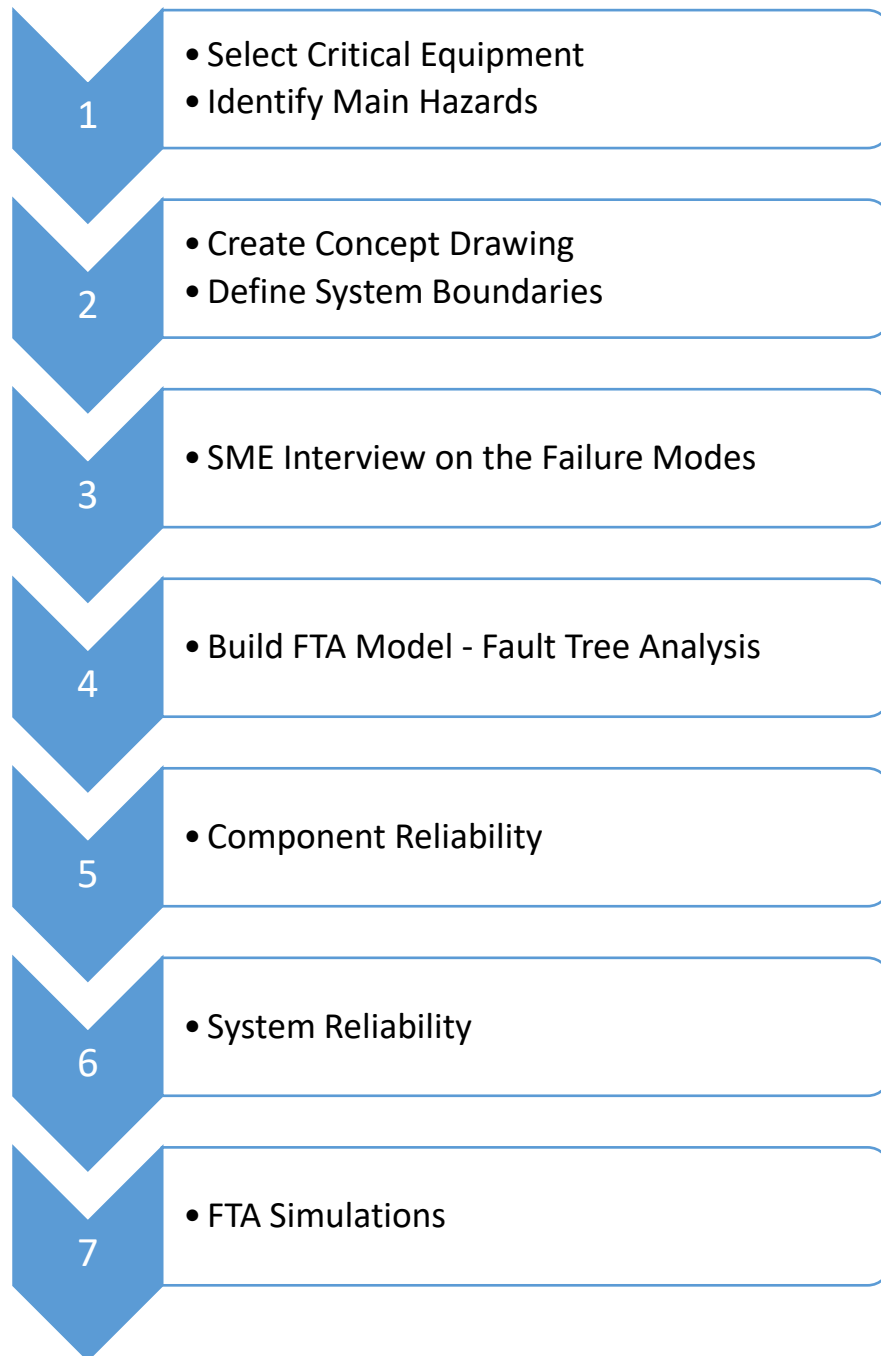 1
• Select Critical Equipment
• Identify Main Hazards
2
• Create Concept Drawing
• Define System Boundaries
3
• SME Interview on the Failure Modes
4
• Build FTA Model - Fault Tree Analysis
5
• Component Reliability
6
• System Reliability
7
• FTA Simulations